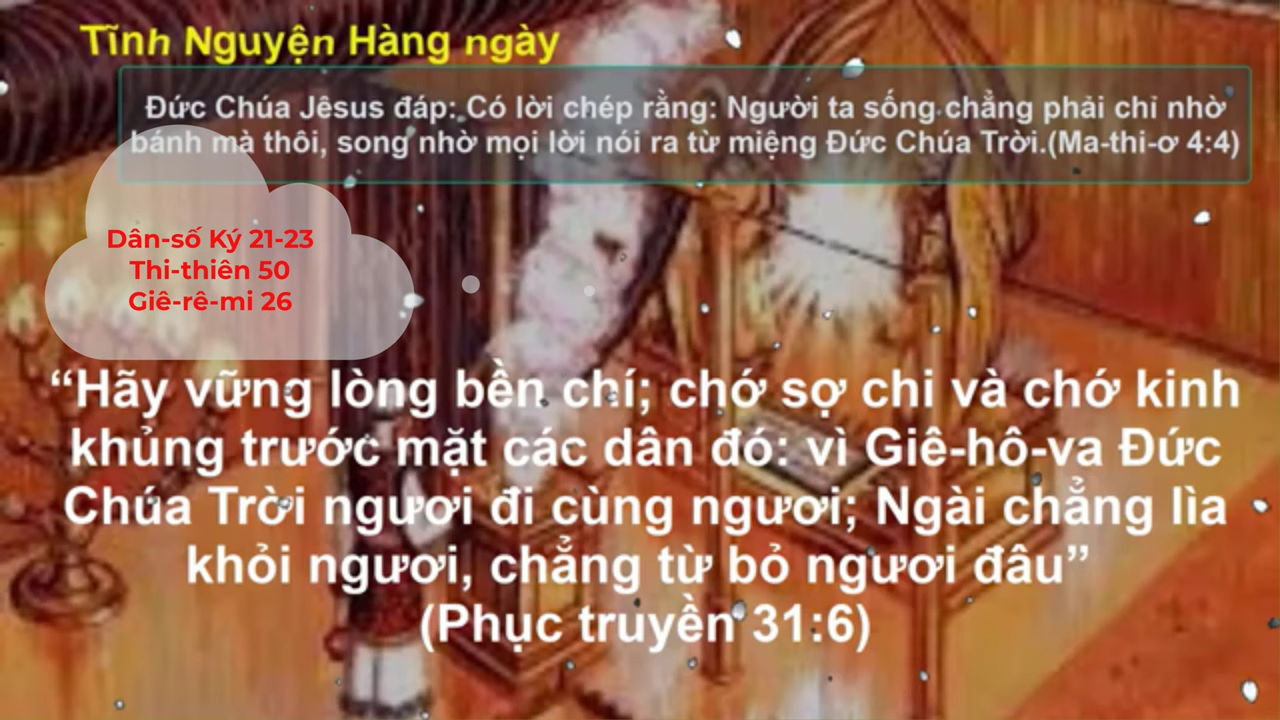 Tĩnh Nguyện Hàng ngày
Đức Chúa Jêsus đáp: Có lời chép rằng: Người ta sống chẳng phải chỉ nhờ
bánh mà thôi, song nhờ mọi lời nói ra từ miệng Đức Chúa Trời.(Ma-thi-ơ 4:4)
Dân-số Ký 21-23
Thi-thiên 50
Giê-rê-mi 26
“Hãy vững lòng bền chí; chớ sợ chi và chớ kinh
khủng trước mặt các dân đó: vì Giê-hô-va Đức
Chúa Trời ngươi đi cùng ngươi; Ngài chẳng lìa
khỏi ngươi, chẳng từ bỏ ngươi đâu”
(Phục truyền 31:6)